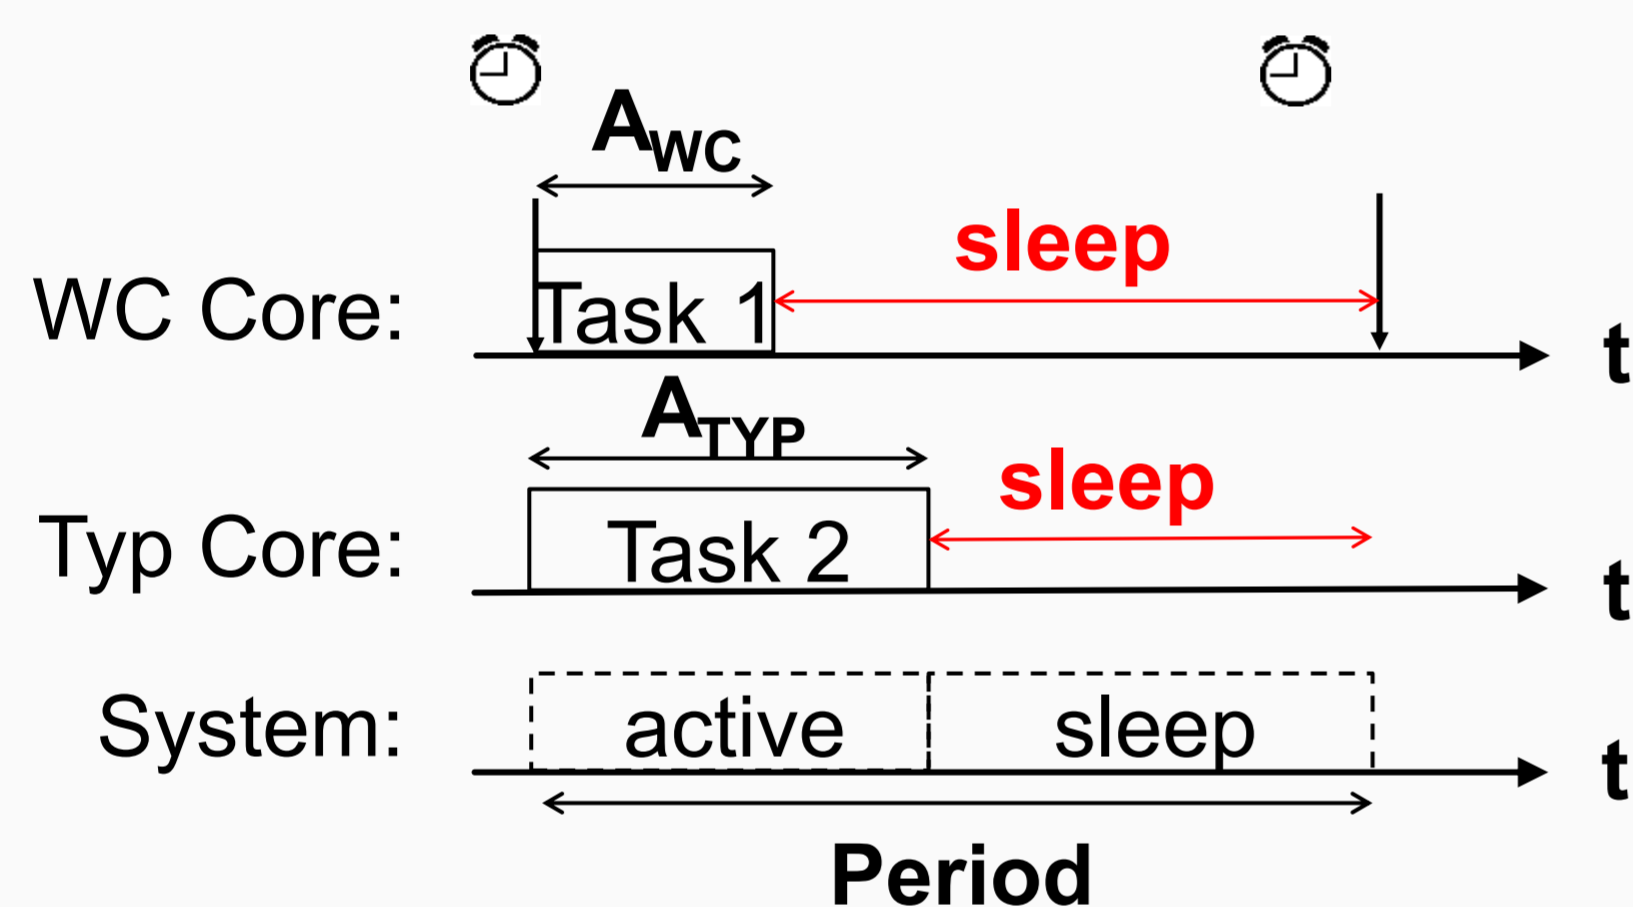 A_WC
sleep
WC Core: Task 1 t
A_TYP
sleep
Typ Core: Task 2 t
System: active sleep t
Period